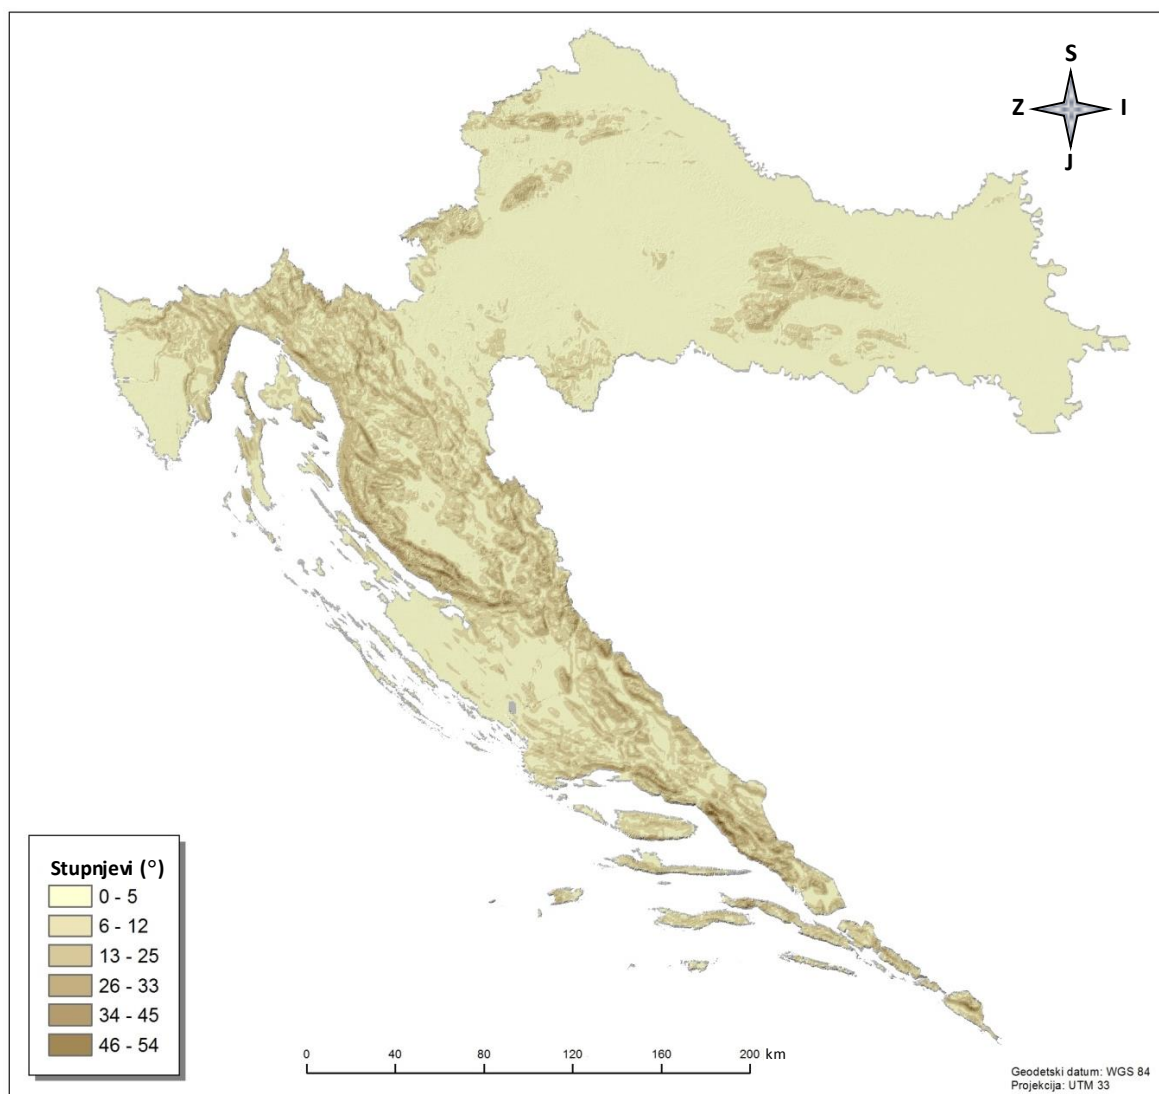 S
Z
I
J
Stupnjevi (°)
0 - 5
6 - 12
13 - 25
26 - 33
34 - 45
46 - 54
0 40 80 120 160 200 km
Geodetski datum: WGS 84
Projekcija: UTM 33